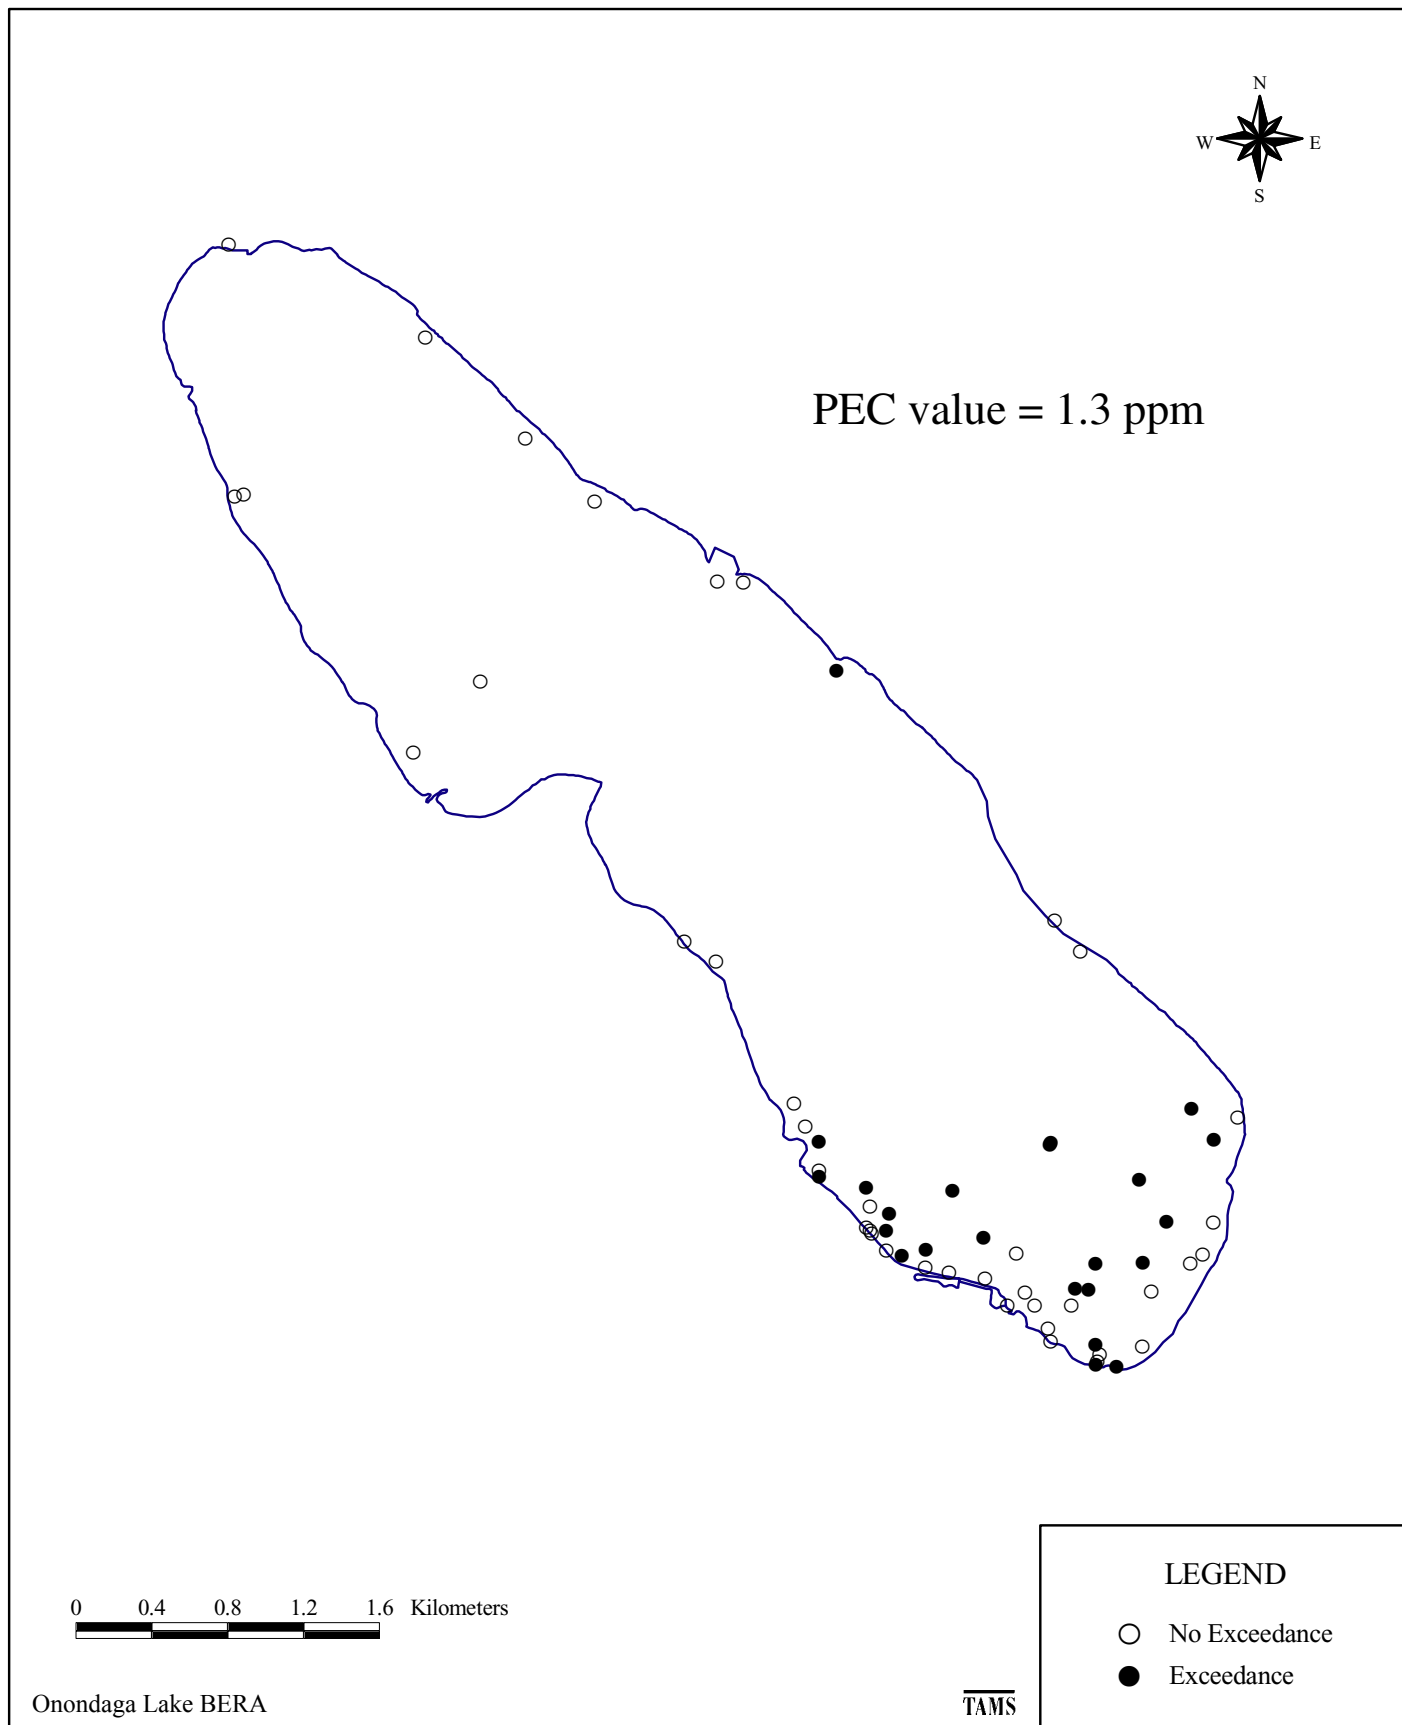 N
W E
S
PEC value = 1.3 ppm
LEGEND
No Exceedance
Exceedance
0 0.4 0.8 1.2 1.6 Kilometers
Onondaga Lake BERA
TAMS